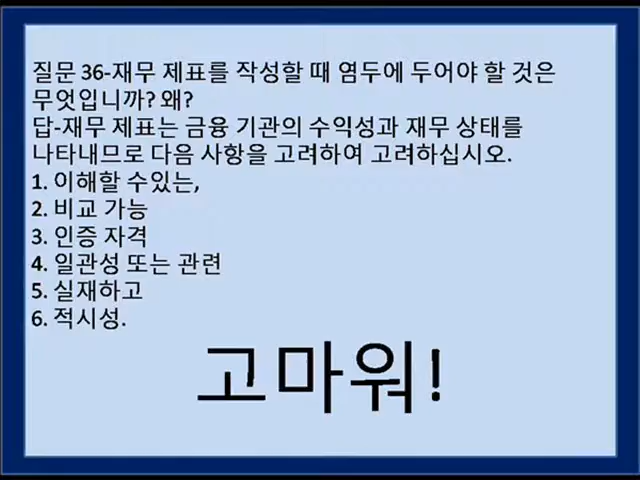 질문 36-재무 제표를 작성할 때 염두에 두어야 할 것은
무엇입니까? 왜?
답-재무 제표는 금융 기관의 수익성과 재무 상태를
나타내므로 다음 사항을 고려하여 고려하십시오.
1. 이해할 수있는,
2. 비교 가능
3. 인증 자격
4. 일관성 또는 관련
5. 실재하고
6. 적시성.
고마워!